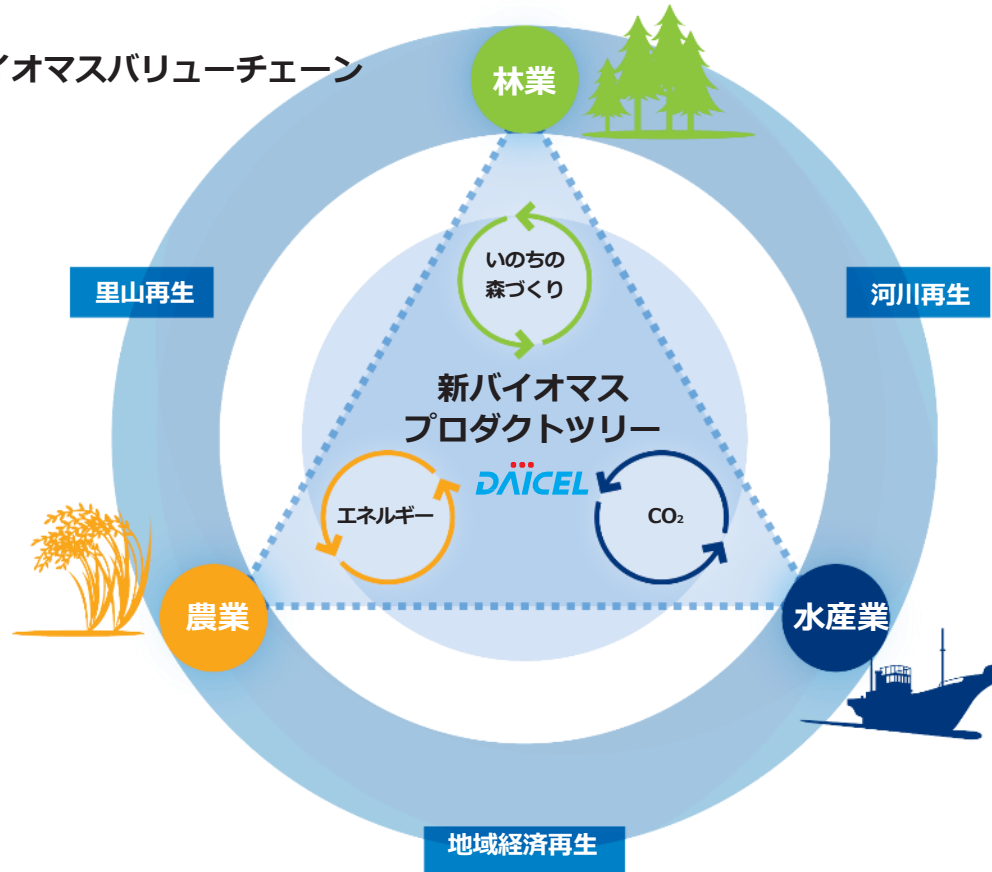 イオマスバリューチェーン
林業
いのちの
森づくり
里山再生
河川再生
新バイオマス
プロダクトツリー
DAICEL
エネルギー
CO₂
農業
水産業
地域経済再生